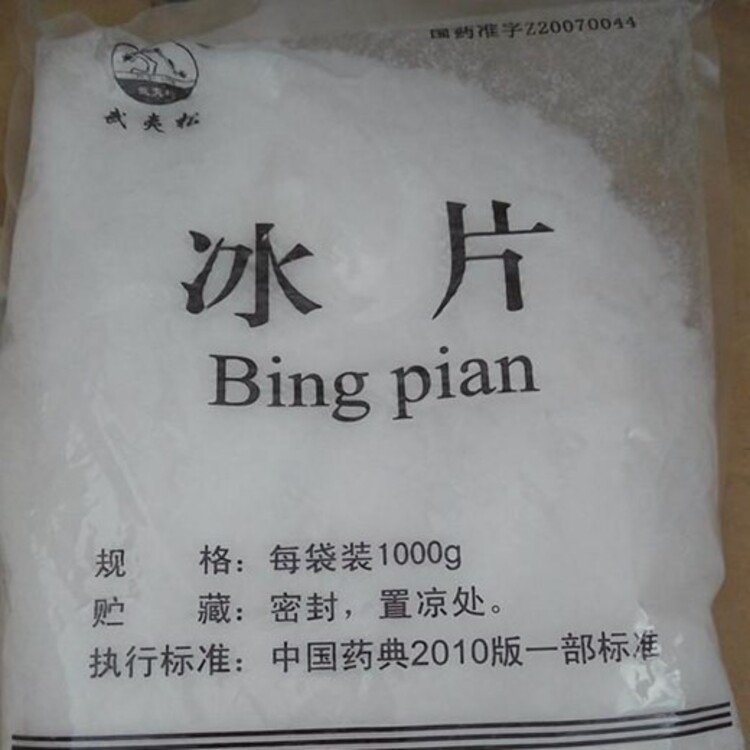 国药准字Z20070044
武夷松
冰片
Bing pian
规 格：每袋装1000g
贮 藏：密封，置凉处。
执行标准：中国药典2010版一部标准